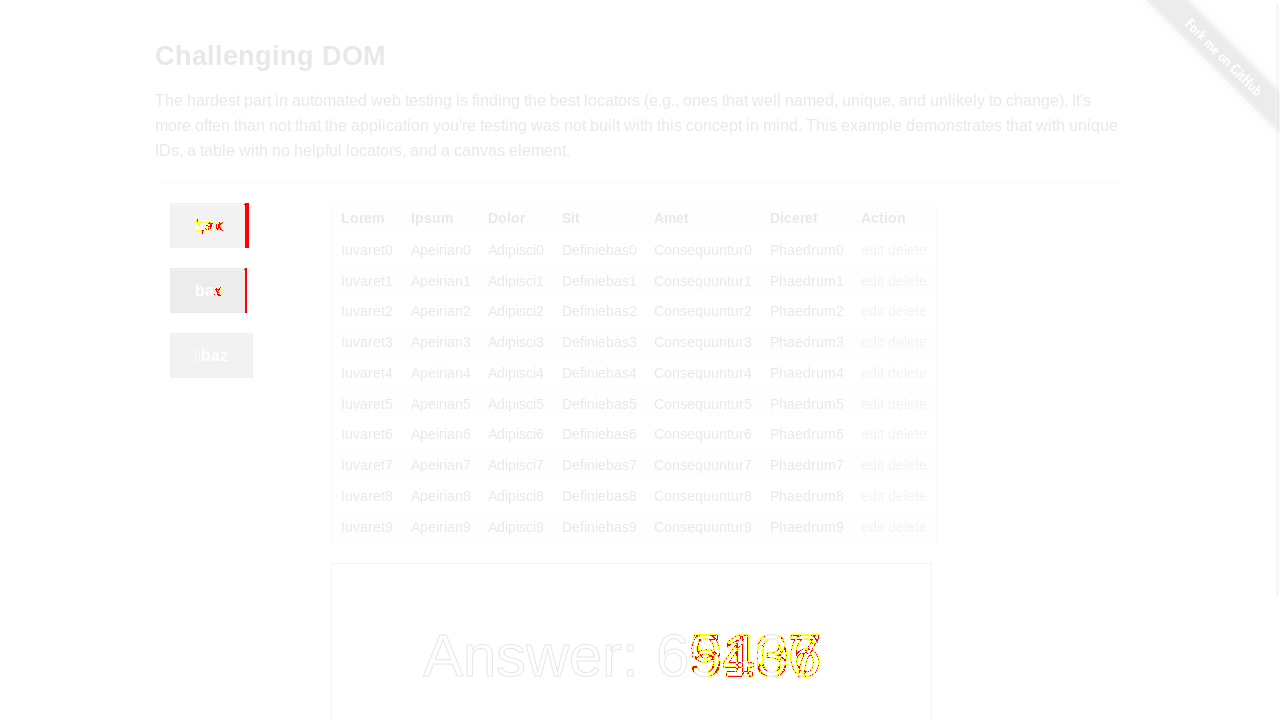 Fork me on GitHub
Challenging DOM
The hardest part in automated web testing is finding the best locators (e.g., ones that well named, unique, and unlikely to change). It's
more often than not that the application you're testing was not built with this concept in mind. This example demonstrates that with unique
IDs, a table with no helpful locators, and a canvas element.
baz
Lorem Ipsum Dolor Sit Amet Diceret Action
Iuvaret0 Apeirian0 Adipisci0 Definiebas0 Consequuntur0 Phaedrum0 edit delete
Iuvaret1 Apeirian1 Adipisci1 Definiebas1 Consequuntur1 Phaedrum1 edit delete
Iuvaret2 Apeirian2 Adipisci2 Definiebas2 Consequuntur2 Phaedrum2 edit delete
Iuvaret3 Apeirian3 Adipisci3 Definiebas3 Consequuntur3 Phaedrum3 edit delete
Iuvaret4 Apeirian4 Adipisci4 Definiebas4 Consequuntur4 Phaedrum4 edit delete
Iuvaret5 Apeirian5 Adipisci5 Definiebas5 Consequuntur5 Phaedrum5 edit delete
Iuvaret6 Apeirian6 Adipisci6 Definiebas6 Consequuntur6 Phaedrum6 edit delete
Iuvaret7 Apeirian7 Adipisci7 Definiebas7 Consequuntur7 Phaedrum7 edit delete
Iuvaret8 Apeirian8 Adipisci8 Definiebas8 Consequuntur8 Phaedrum8 edit delete
Iuvaret9 Apeirian9 Adipisci9 Definiebas9 Consequuntur9 Phaedrum9 edit delete
Answer: